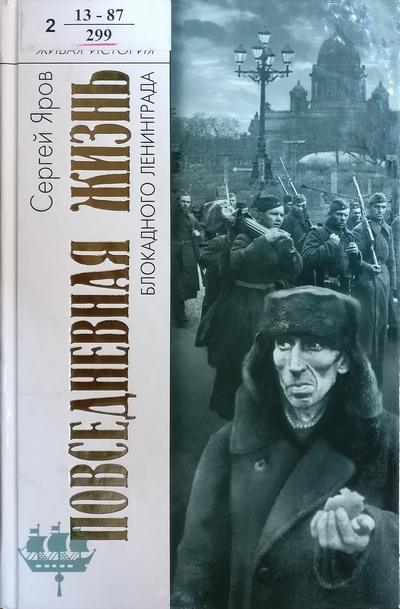 2
13 - 87
299
ЖИВАЯ ИСТОРИЯ
Сергей Яров
ПОВСЕДНЕВНАЯ ЖИЗНЬ
БЛОКАДНОГО ЛЕНИНГРАДА